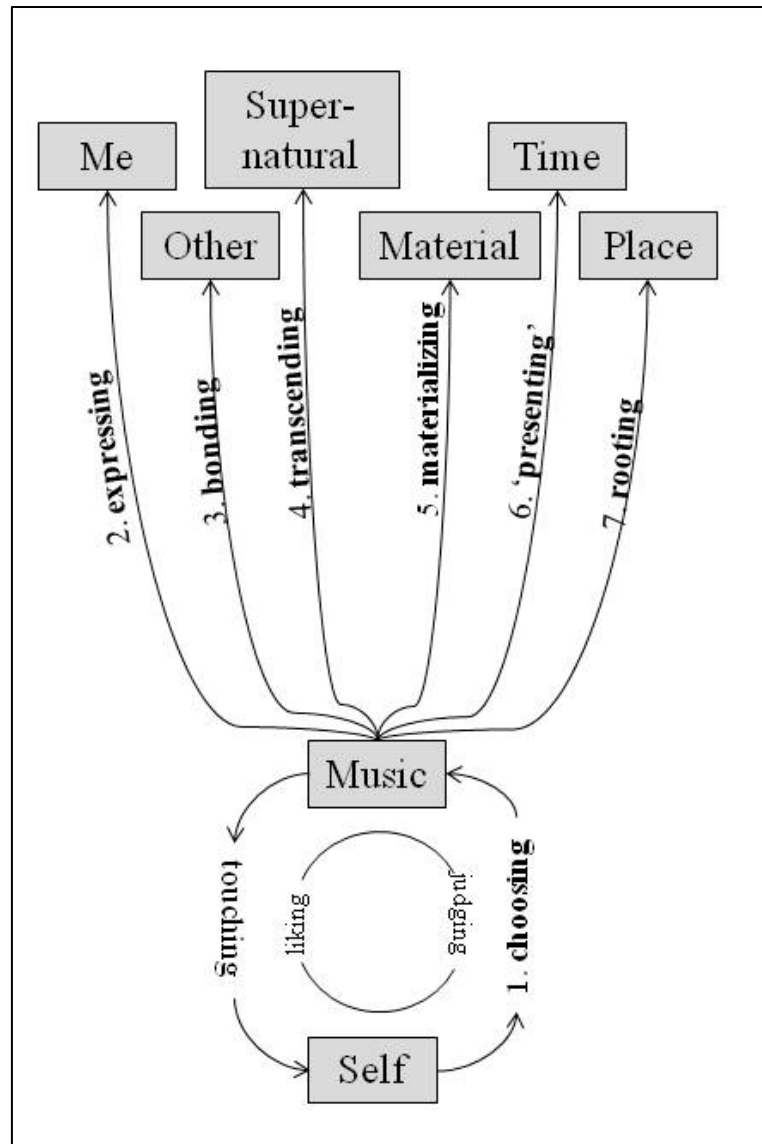 Me
Super-
natural
Time
Other
Material
Place
2. expressing
3. bonding
4. transcending
5. materializing
6. ‘presenting’
7. rooting
Music
touching
liking
judging
1. choosing
Self